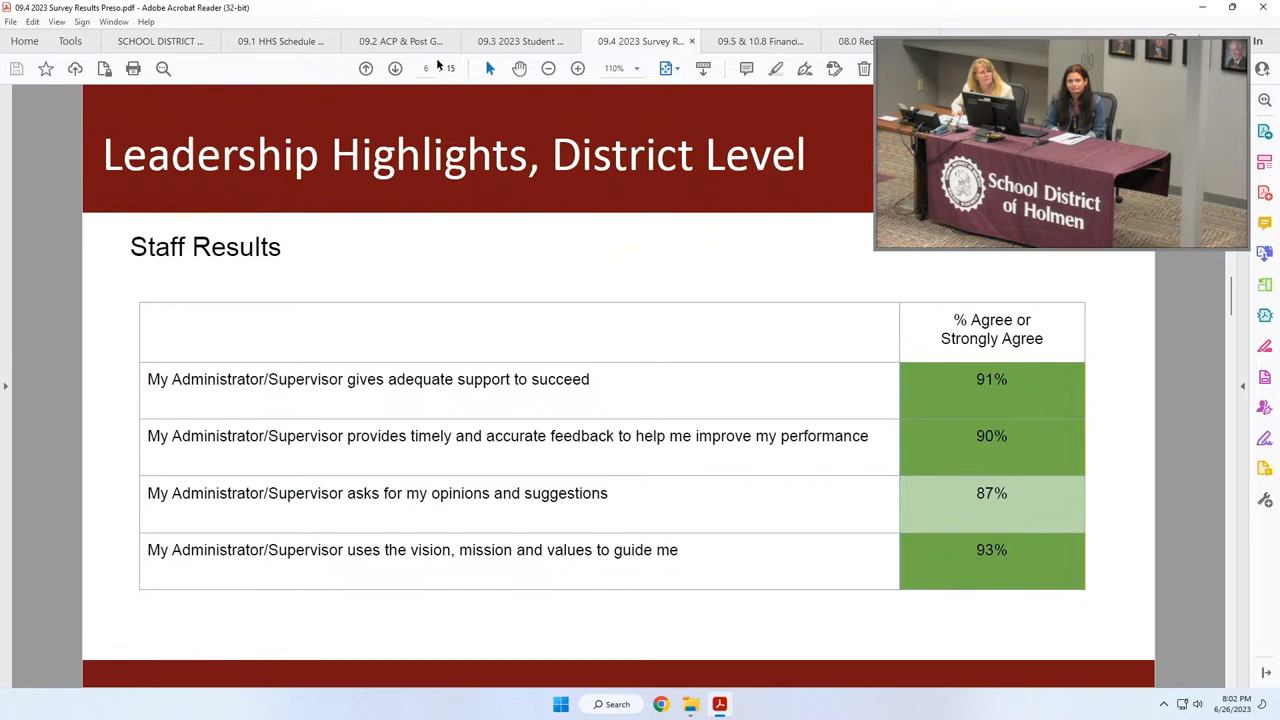 09.4 2023 Survey Results Preso.pdf - Adobe Acrobat Reader (32-bit)
File Edit View Sign Window Help
Home Tools SCHOOL DISTRICT ... 09.1 HHS Schedule ... 09.2 ACP & Post G... 09.3 2023 Student ... 09.4 2023 Survey R... × 09.5 & 10.8 Financi... 08.0 Rec
6 15 110%
Leadership Highlights, District Level
School District
of Holmen
Staff Results
% Agree or
Strongly Agree
My Administrator/Supervisor gives adequate support to succeed 91%
My Administrator/Supervisor provides timely and accurate feedback to help me improve my performance 90%
My Administrator/Supervisor asks for my opinions and suggestions 87%
My Administrator/Supervisor uses the vision, mission and values to guide me 93%
Search
8:02 PM
6/26/2023